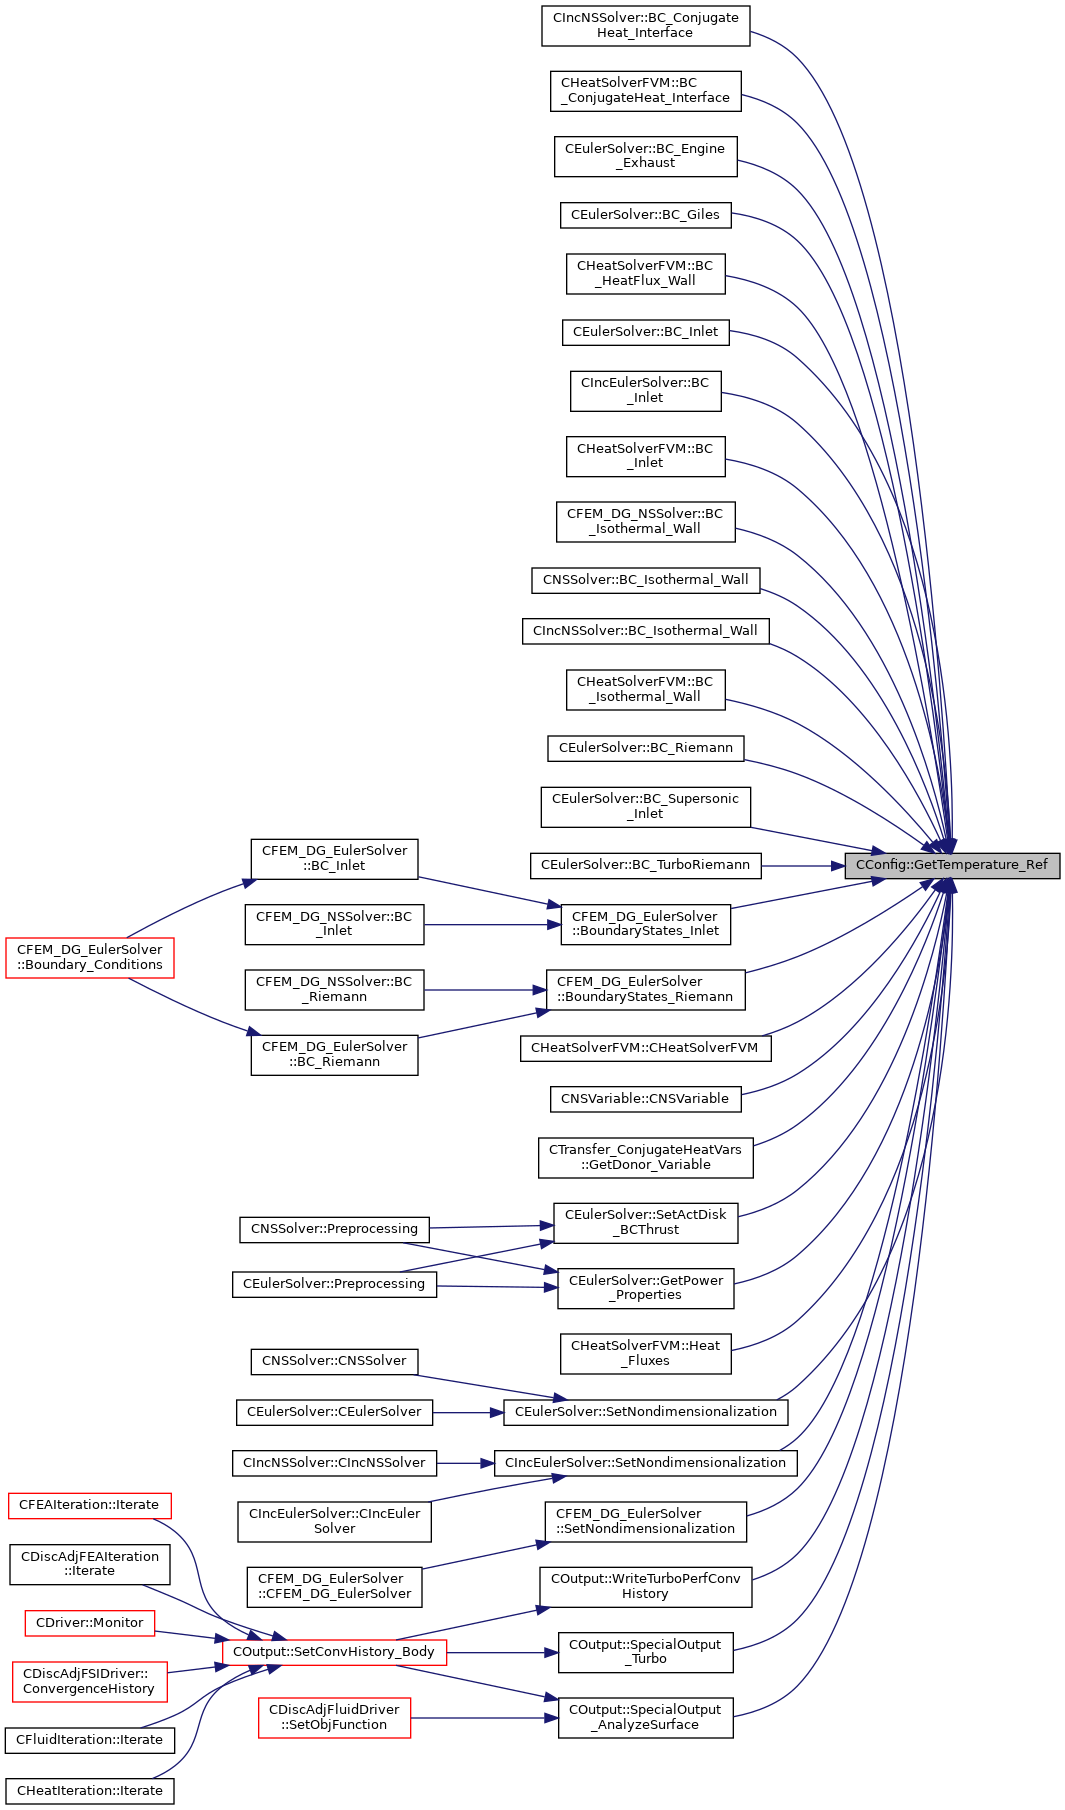 CIncNSSolver::BC_Conjugate
Heat_Interface
CHeatSolverFVM::BC
_ConjugateHeat_Interface
CEulerSolver::BC_Engine
_Exhaust
CEulerSolver::BC_Giles
CHeatSolverFVM::BC
_HeatFlux_Wall
CEulerSolver::BC_Inlet
CIncEulerSolver::BC
_Inlet
CHeatSolverFVM::BC
_Inlet
CFEM_DG_NSSolver::BC
_Isothermal_Wall
CNSSolver::BC_Isothermal_Wall
CIncNSSolver::BC_Isothermal_Wall
CHeatSolverFVM::BC
_Isothermal_Wall
CEulerSolver::BC_Riemann
CEulerSolver::BC_Supersonic
_Inlet
CEulerSolver::BC_TurboRiemann
CConfig::GetTemperature_Ref
CFEM_DG_EulerSolver
::BC_Inlet
CFEM_DG_NSSolver::BC
_Inlet
CFEM_DG_EulerSolver
::BoundaryStates_Inlet
CFEM_DG_EulerSolver
::Boundary_Conditions
CFEM_DG_NSSolver::BC
_Riemann
CFEM_DG_EulerSolver
::BoundaryStates_Riemann
CFEM_DG_EulerSolver
::BC_Riemann
CHeatSolverFVM::CHeatSolverFVM
CNSVariable::CNSVariable
CTransfer_ConjugateHeatVars
::GetDonor_Variable
CEulerSolver::SetActDisk
_BCThrust
CNSSolver::Preprocessing
CEulerSolver::Preprocessing
CEulerSolver::GetPower
_Properties
CHeatSolverFVM::Heat
_Fluxes
CNSSolver::CNSSolver
CEulerSolver::CEulerSolver
CEulerSolver::SetNondimensionalization
CIncNSSolver::CIncNSSolver
CIncEulerSolver::SetNondimensionalization
CIncEulerSolver::CIncEuler
Solver
CFEM_DG_EulerSolver
::SetNondimensionalization
CFEM_DG_EulerSolver
::CFEM_DG_EulerSolver
COutput::WriteTurboPerfConv
History
CFEAIteration::Iterate
CDiscAdjFEAIteration
::Iterate
CDriver::Monitor
COutput::SetConvHistory_Body
COutput::SpecialOutput
_Turbo
CDiscAdjFSIDriver::
ConvergenceHistory
CDiscAdjFluidDriver
::SetObjFunction
COutput::SpecialOutput
_AnalyzeSurface
CFluidIteration::Iterate
CHeatIteration::Iterate